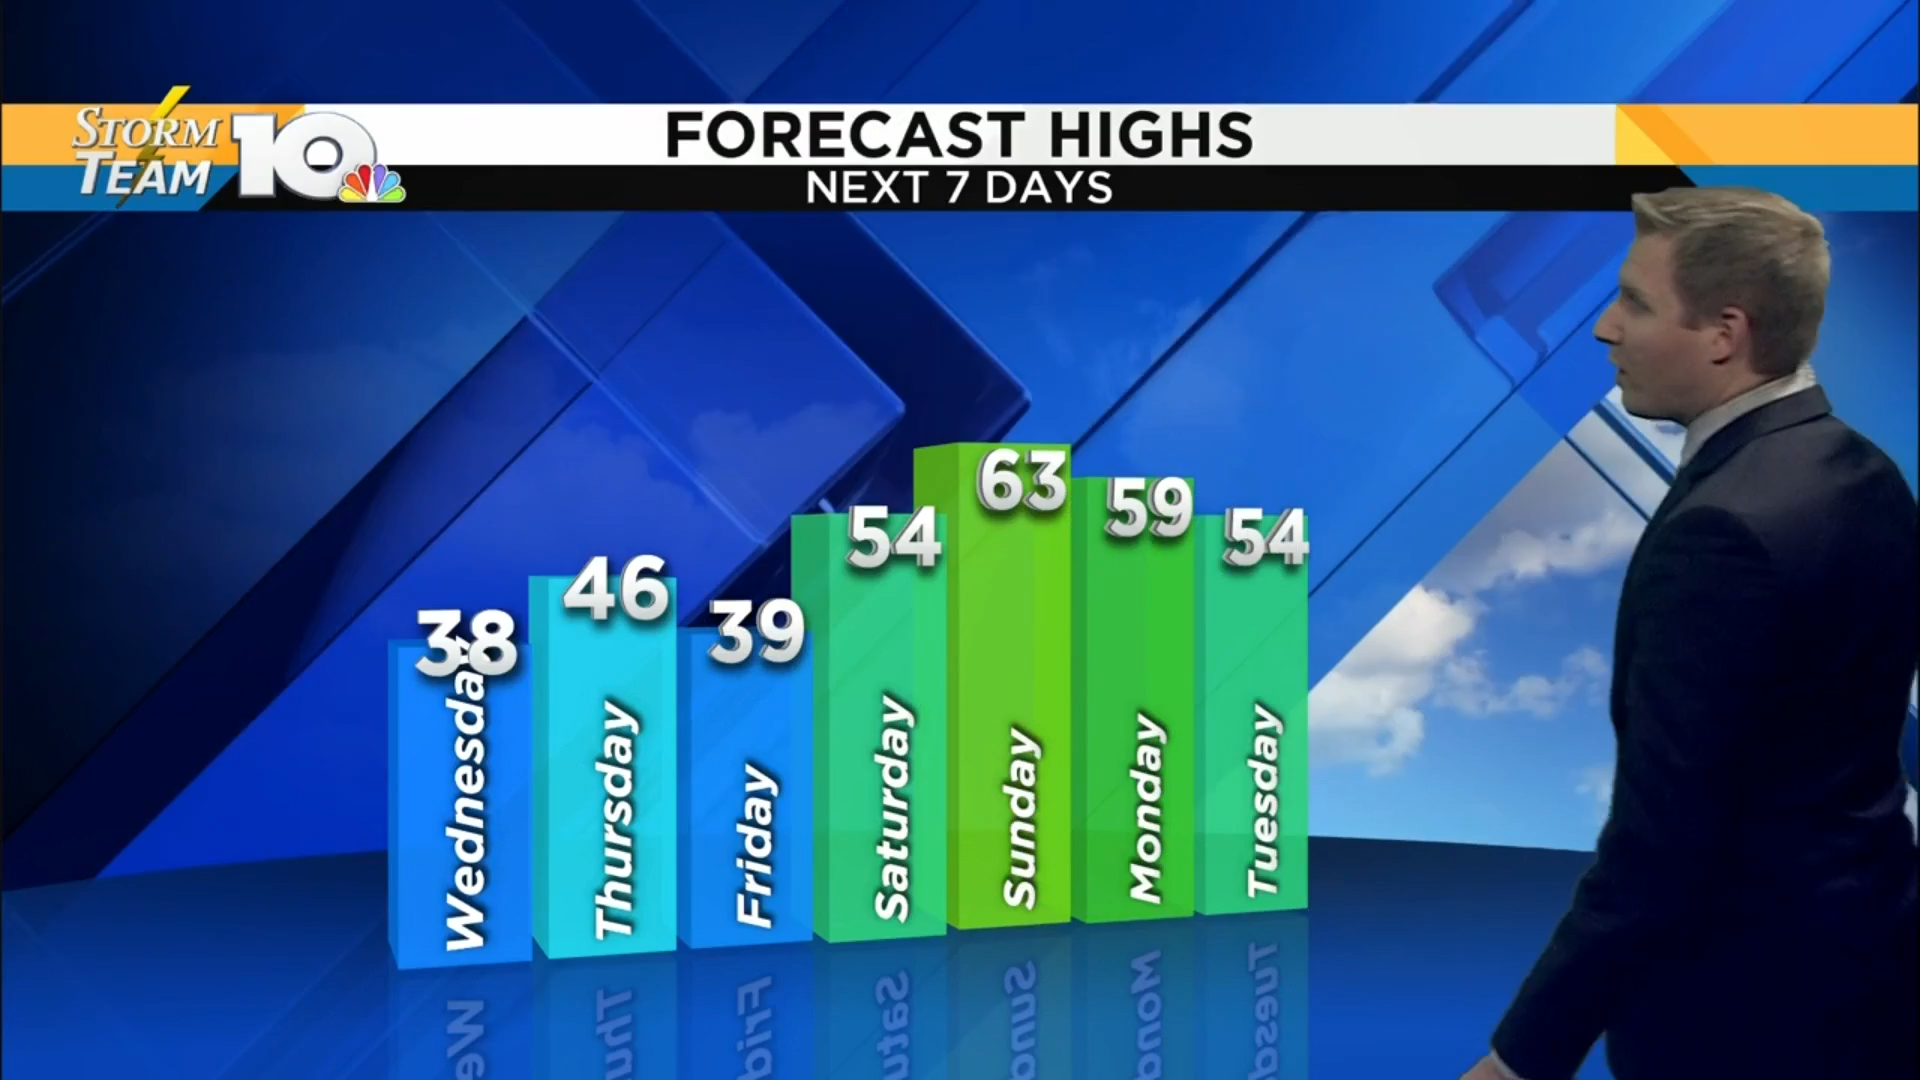 STORM
TEAM
10
FORECAST HIGHS
NEXT 7 DAYS
38
46
39
54
63
59
54
Wednesday
Thursday
Friday
Saturday
Sunday
Monday
Tuesday